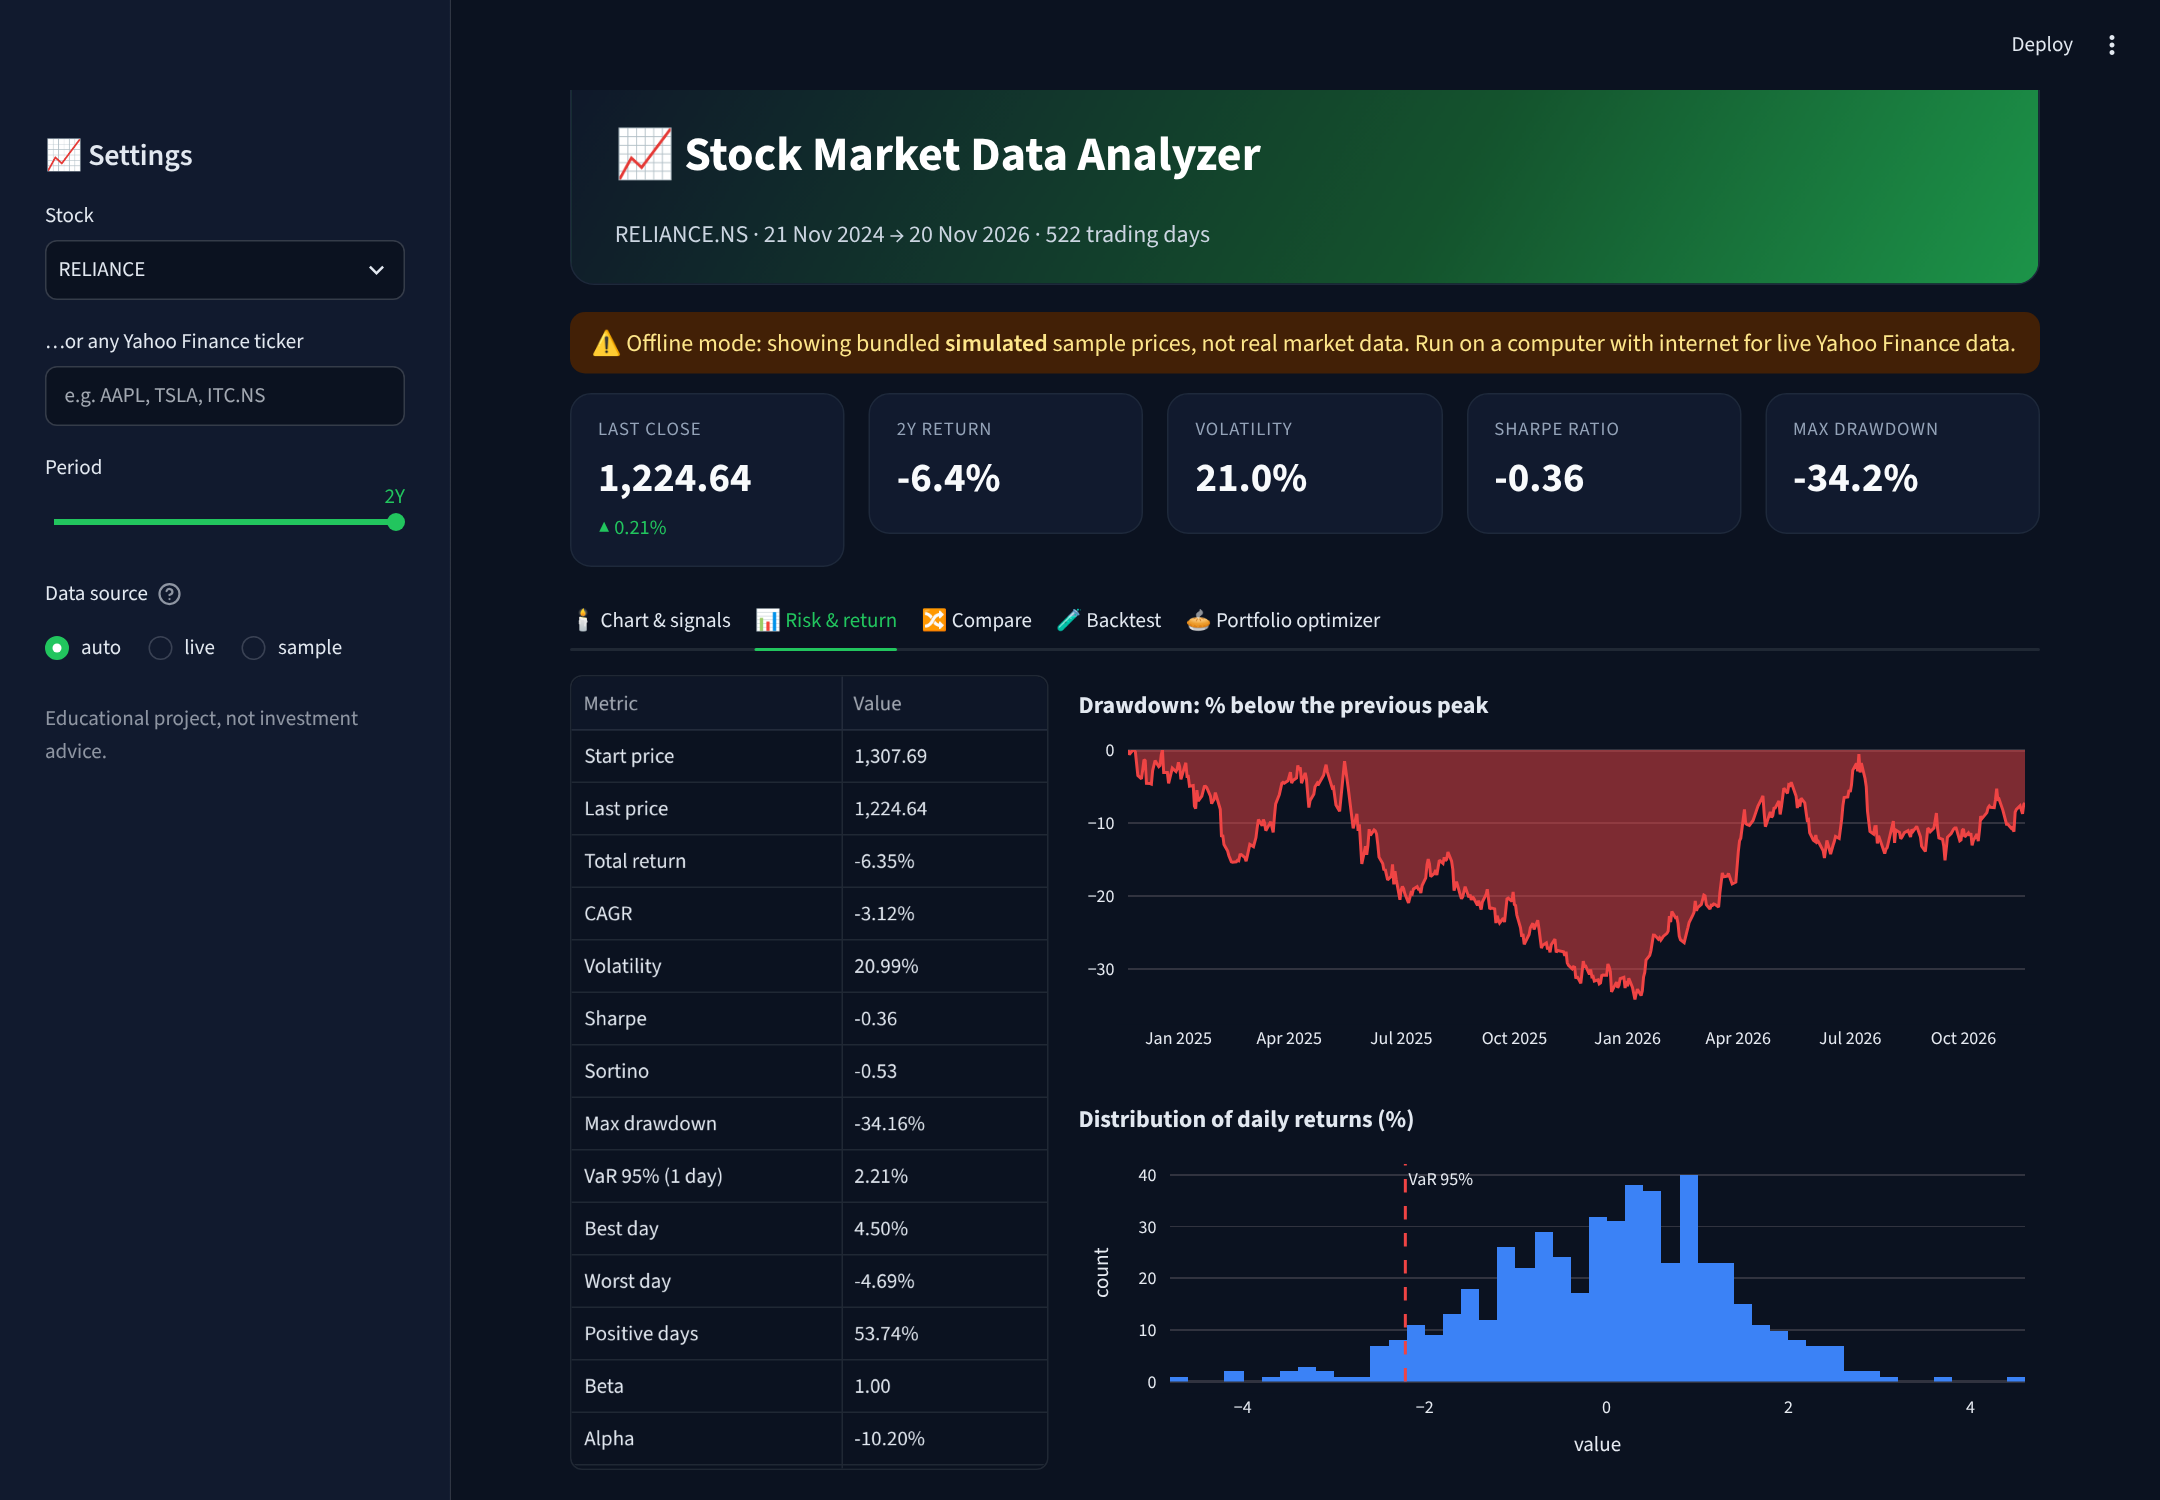 Deploy
📈 Settings
Stock
RELIANCE
...or any Yahoo Finance ticker
e.g. AAPL, TSLA, ITC.NS
Period
2Y
Data source
auto live sample
Educational project, not investment
advice.
📈 Stock Market Data Analyzer
RELIANCE.NS · 21 Nov 2024 → 20 Nov 2026 · 522 trading days
⚠️ Offline mode: showing bundled simulated sample prices, not real market data. Run on a computer with internet for live Yahoo Finance data.
LAST CLOSE
1,224.64
▲ 0.21%
2Y RETURN
-6.4%
VOLATILITY
21.0%
SHARPE RATIO
-0.36
MAX DRAWDOWN
-34.2%
🕯️ Chart & signals 📊 Risk & return 🔀 Compare 🧪 Backtest 🥧 Portfolio optimizer
Metric Value
Start price 1,307.69
Last price 1,224.64
Total return -6.35%
CAGR -3.12%
Volatility 20.99%
Sharpe -0.36
Sortino -0.53
Max drawdown -34.16%
VaR 95% (1 day) 2.21%
Best day 4.50%
Worst day -4.69%
Positive days 53.74%
Beta 1.00
Alpha -10.20%
Drawdown: % below the previous peak
0
−10
−20
−30
Jan 2025 Apr 2025 Jul 2025 Oct 2025 Jan 2026 Apr 2026 Jul 2026 Oct 2026
Distribution of daily returns (%)
VaR 95%
40
30
20
10
0
count
−4 −2 0 2 4
value